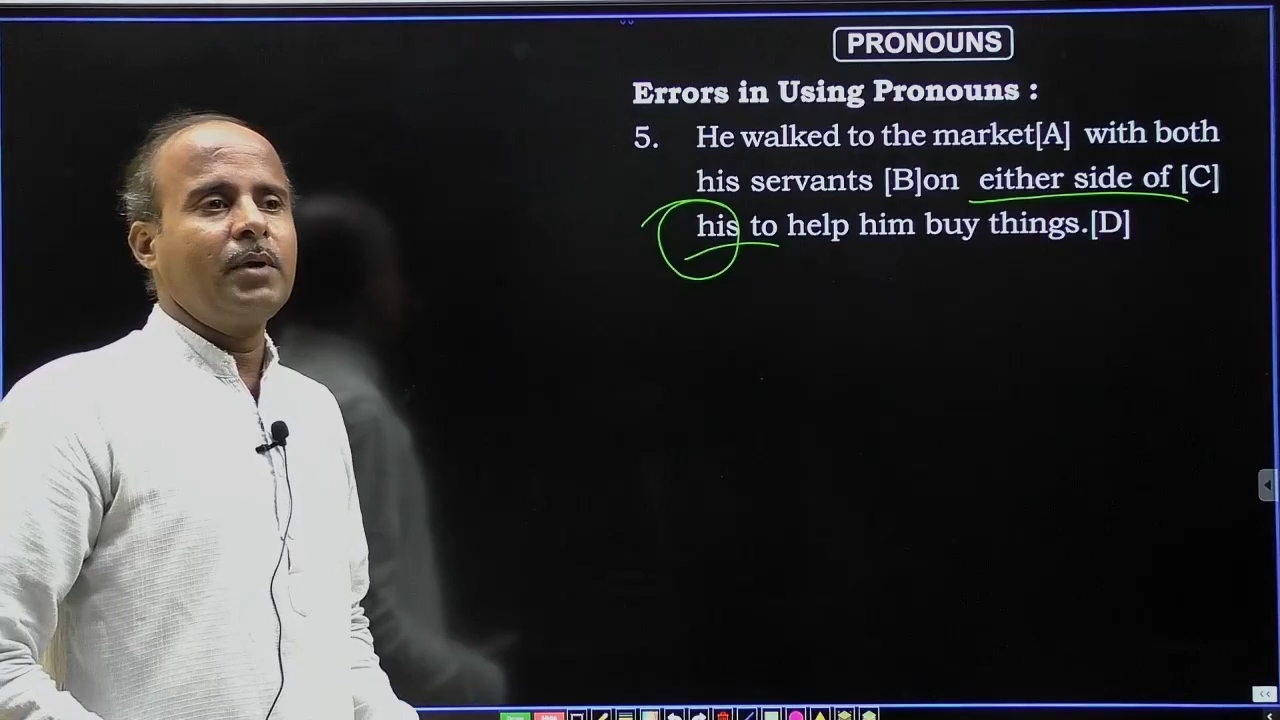 PRONOUNS
Errors in Using Pronouns :
5. He walked to the market[A] with both
his servants [B]on either side of [C]
his to help him buy things.[D]